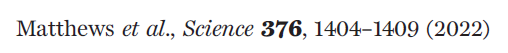 Matthews et al., Science 376, 1404–1409 (2022)